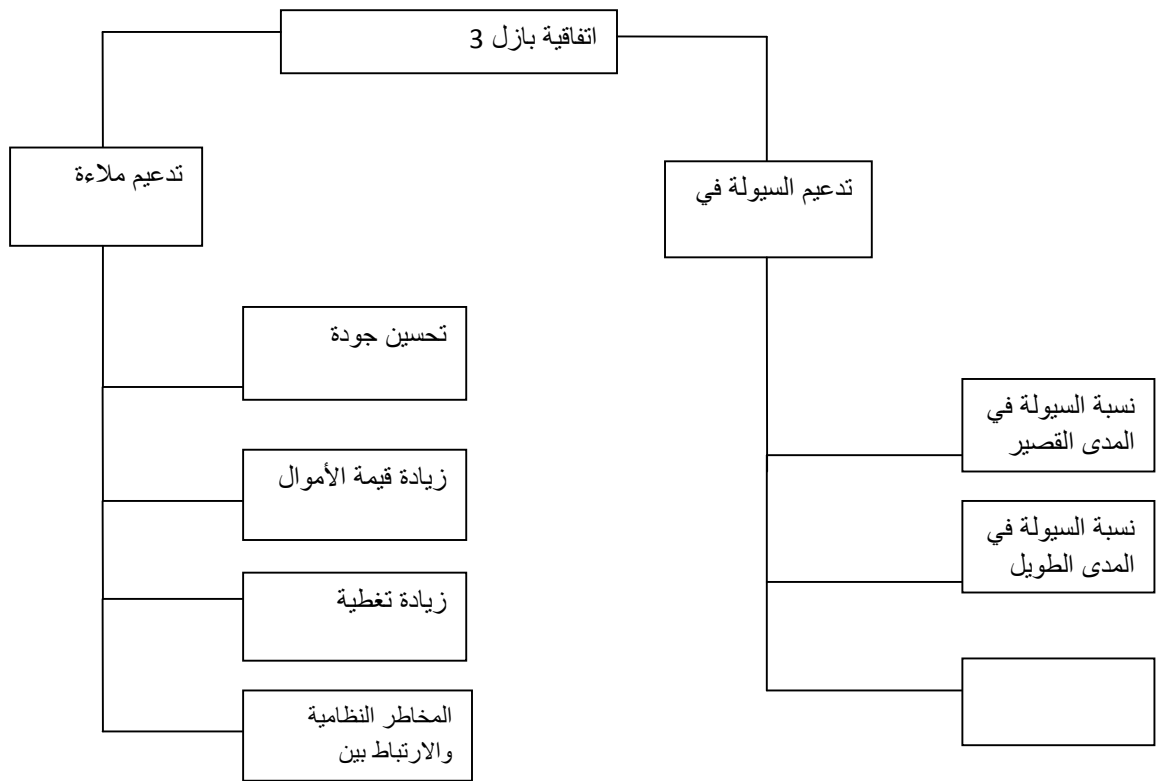 اتفاقية بازل 3
تدعيم السيولة في
تدعيم ملاءة
نسبة السيولة في
المدى القصير
نسبة السيولة في
المدى الطويل
تحسين جودة
زيادة قيمة الأموال
زيادة تغطية
المخاطر النظامية
والارتباط بين